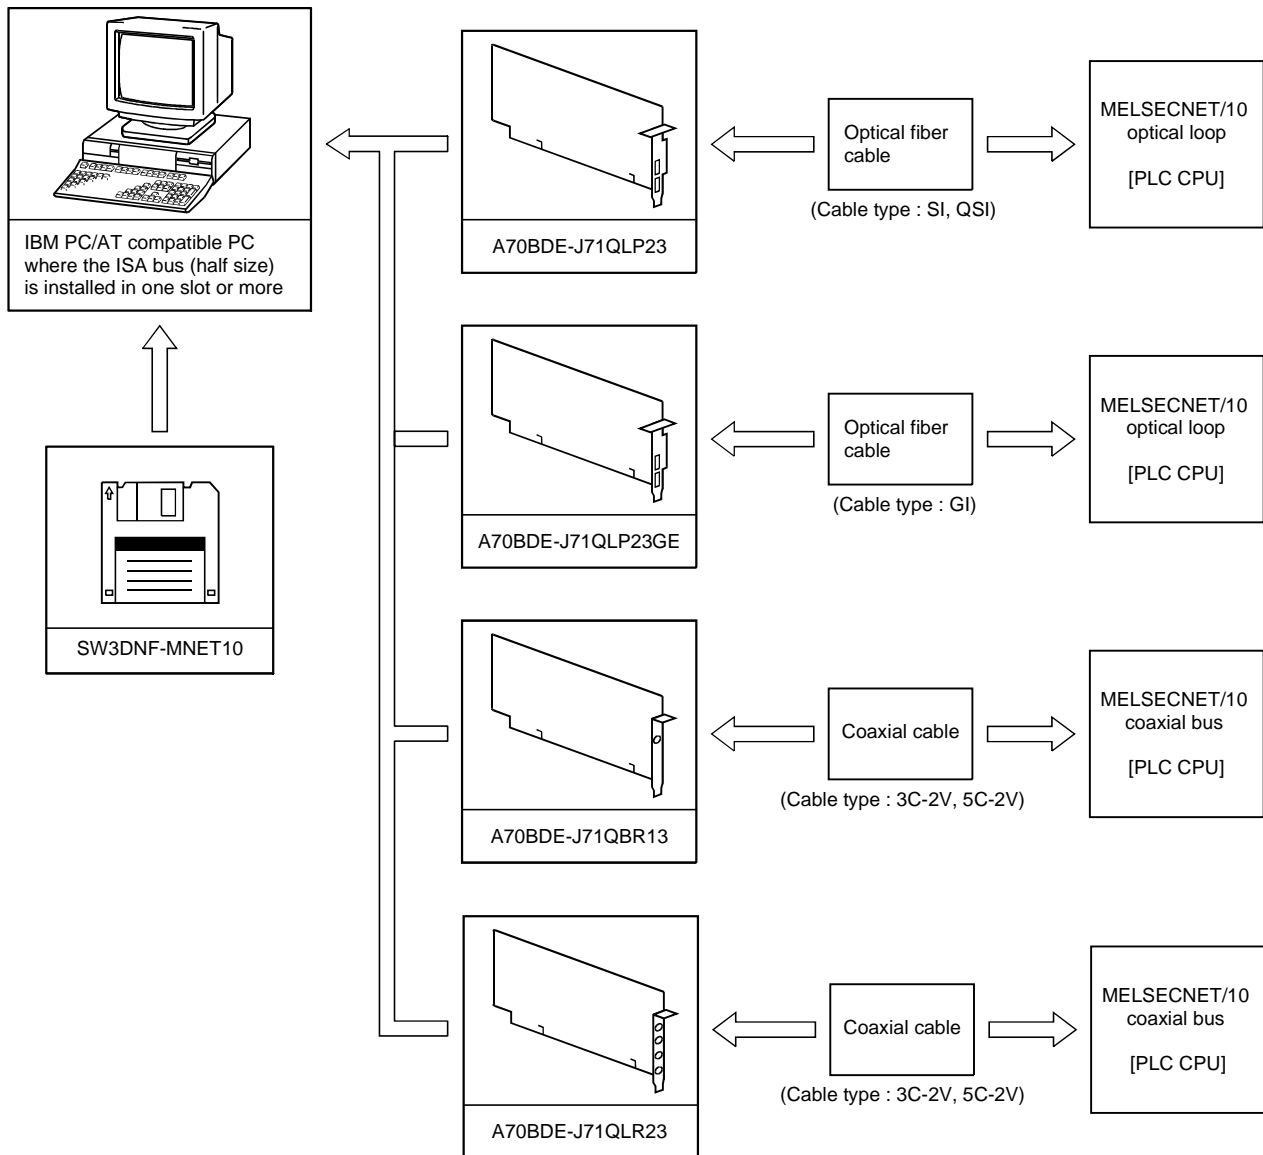 IBM PC/AT compatible PC
where the ISA bus (half size)
is installed in one slot or more
SW3DNF-MNET10
A70BDE-J71QLP23
Optical fiber
cable
(Cable type : SI, QSI)
MELSECNET/10
optical loop
[PLC CPU]
A70BDE-J71QLP23GE
Optical fiber
cable
(Cable type : GI)
MELSECNET/10
optical loop
[PLC CPU]
A70BDE-J71QBR13
Coaxial cable
(Cable type : 3C-2V, 5C-2V)
MELSECNET/10
coaxial bus
[PLC CPU]
A70BDE-J71QLR23
Coaxial cable
(Cable type : 3C-2V, 5C-2V)
MELSECNET/10
coaxial bus
[PLC CPU]